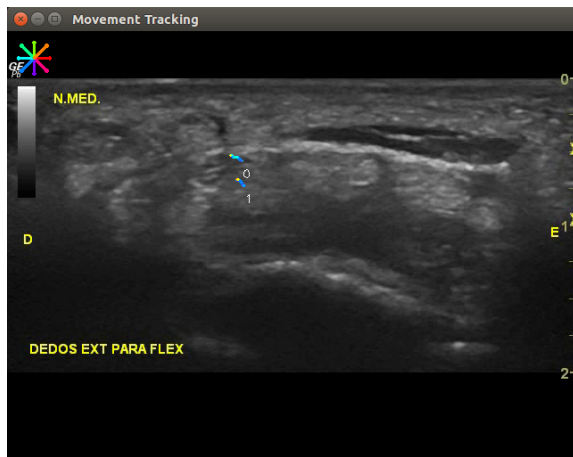 Movement Tracking
GE
0
N.MED.
0
1
D
E
1
DEDOS EXT PARA FLEX
2